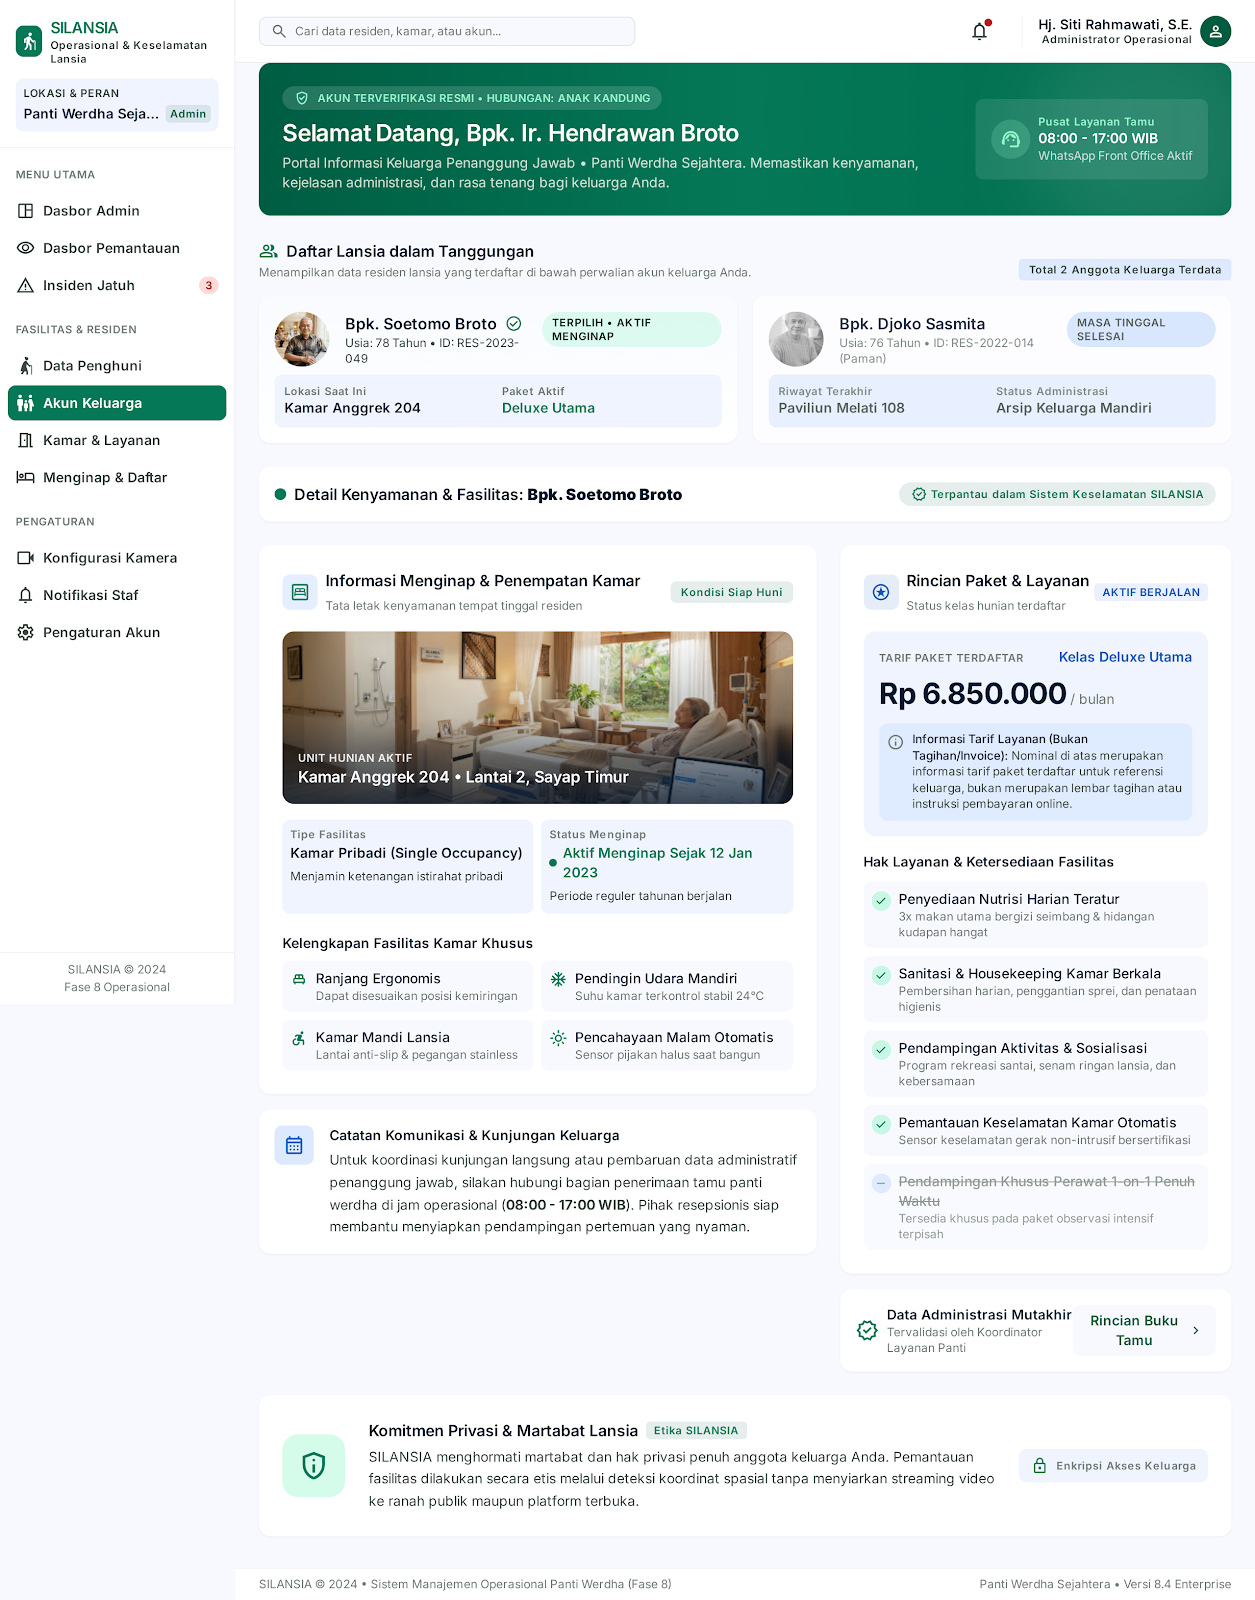 SILANSIA
Operasional & Keselamatan
Lansia
LOKASI & PERAN
Panti Werdha Seja...
Admin
MENU UTAMA
Dasbor Admin
Dasbor Pemantauan
Insiden Jatuh
3
FASILITAS & RESIDEN
Data Penghuni
Akun Keluarga
Kamar & Layanan
Menginap & Daftar
PENGATURAN
Konfigurasi Kamera
Notifikasi Staf
Pengaturan Akun
SILANSIA © 2024
Fase 8 Operasional
Cari data residen, kamar, atau akun...
Hj. Siti Rahmawati, S.E.
Administrator Operasional
AKUN TERVERIFIKASI RESMI • HUBUNGAN: ANAK KANDUNG
Selamat Datang, Bpk. Ir. Hendrawan Broto
Portal Informasi Keluarga Penanggung Jawab • Panti Werdha Sejahtera. Memastikan kenyamanan,
kejelasan administrasi, dan rasa tenang bagi keluarga Anda.
Pusat Layanan Tamu
08:00 - 17:00 WIB
WhatsApp Front Office Aktif
Daftar Lansia dalam Tanggungan
Menampilkan data residen lansia yang terdaftar di bawah perwalian akun keluarga Anda.
Total 2 Anggota Keluarga Terdata
Bpk. Soetomo Broto
Usia: 78 Tahun • ID: RES-2023-
049
TERPILIH • AKTIF
MENGINAP
Lokasi Saat Ini
Kamar Anggrek 204
Paket Aktif
Deluxe Utama
Bpk. Djoko Sasmita
Usia: 76 Tahun • ID: RES-2022-014
(Paman)
MASA TINGGAL
SELESAI
Riwayat Terakhir
Paviliun Melati 108
Status Administrasi
Arsip Keluarga Mandiri
Detail Kenyamanan & Fasilitas: Bpk. Soetomo Broto
Terpantau dalam Sistem Keselamatan SILANSIA
Informasi Menginap & Penempatan Kamar
Tata letak kenyamanan tempat tinggal residen
Kondisi Siap Huni
UNIT HUNIAN AKTIF
Kamar Anggrek 204 • Lantai 2, Sayap Timur
Tipe Fasilitas
Kamar Pribadi (Single Occupancy)
Menjamin ketenangan istirahat pribadi
Status Menginap
Aktif Menginap Sejak 12 Jan
2023
Periode reguler tahunan berjalan
Kelengkapan Fasilitas Kamar Khusus
Ranjang Ergonomis
Dapat disesuaikan posisi kemiringan
Pendingin Udara Mandiri
Suhu kamar terkontrol stabil 24°C
Kamar Mandi Lansia
Lantai anti-slip & pegangan stainless
Pencahayaan Malam Otomatis
Sensor pijakan halus saat bangun
Catatan Komunikasi & Kunjungan Keluarga
Untuk koordinasi kunjungan langsung atau pembaruan data administratif
penanggung jawab, silakan hubungi bagian penerimaan tamu panti
werdha di jam operasional (08:00 - 17:00 WIB). Pihak resepsionis siap
membantu menyiapkan pendampingan pertemuan yang nyaman.
Rincian Paket & Layanan
Status kelas hunian terdaftar
AKTIF BERJALAN
TARIF PAKET TERDAFTAR
Kelas Deluxe Utama
Rp 6.850.000 / bulan
Informasi Tarif Layanan (Bukan
Tagihan/Invoice): Nominal di atas merupakan
informasi tarif paket terdaftar untuk referensi
keluarga, bukan merupakan lembar tagihan atau
instruksi pembayaran online.
Hak Layanan & Ketersediaan Fasilitas
Penyediaan Nutrisi Harian Teratur
3x makan utama bergizi seimbang & hidangan
kudapan hangat
Sanitasi & Housekeeping Kamar Berkala
Pembersihan harian, penggantian sprei, dan penataan
higienis
Pendampingan Aktivitas & Sosialisasi
Program rekreasi santai, senam ringan lansia, dan
kebersamaan
Pemantauan Keselamatan Kamar Otomatis
Sensor keselamatan gerak non-intrusif bersertifikasi
Pendampingan Khusus Perawat 1-on-1 Penuh
Waktu
Tersedia khusus pada paket observasi intensif
terpisah
Data Administrasi Mutakhir
Tervalidasi oleh Koordinator
Layanan Panti
Rincian Buku
Tamu
Komitmen Privasi & Martabat Lansia
Etika SILANSIA
SILANSIA menghormati martabat dan hak privasi penuh anggota keluarga Anda. Pemantauan
fasilitas dilakukan secara etis melalui deteksi koordinat spasial tanpa menyiarkan streaming video
ke ranah publik maupun platform terbuka.
Enkripsi Akses Keluarga
SILANSIA © 2024 • Sistem Manajemen Operasional Panti Werdha (Fase 8)
Panti Werdha Sejahtera • Versi 8.4 Enterprise